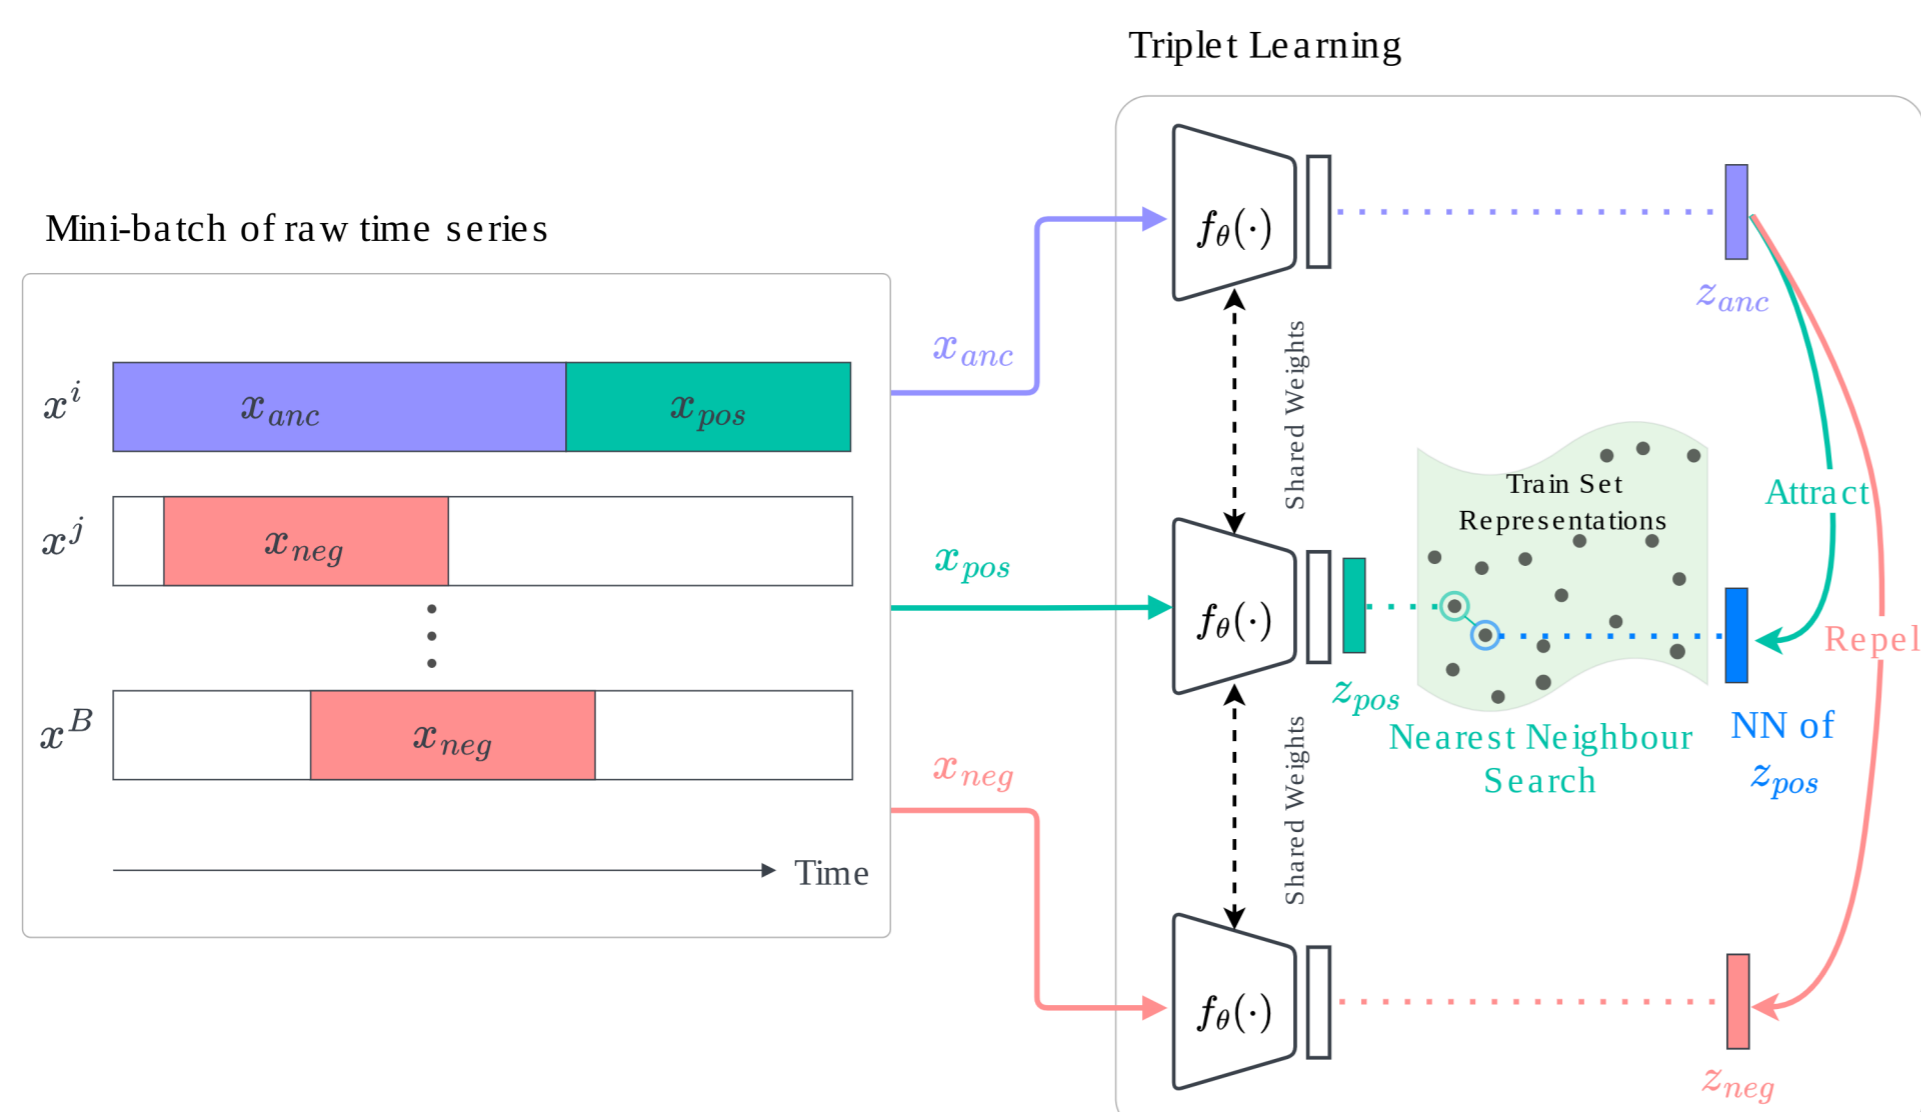 Triplet Learning
Mini-batch of raw time series
x^i
x_anc
x_pos
x^j
x_neg
x^B
x_neg
Time
x_anc
x_pos
x_neg
f_θ(·)
z_anc
Shared Weights
f_θ(·)
z_pos
Train Set
Representations
Nearest Neighbour
Search
NN of
z_pos
Attract
Repel
Shared Weights
f_θ(·)
z_neg